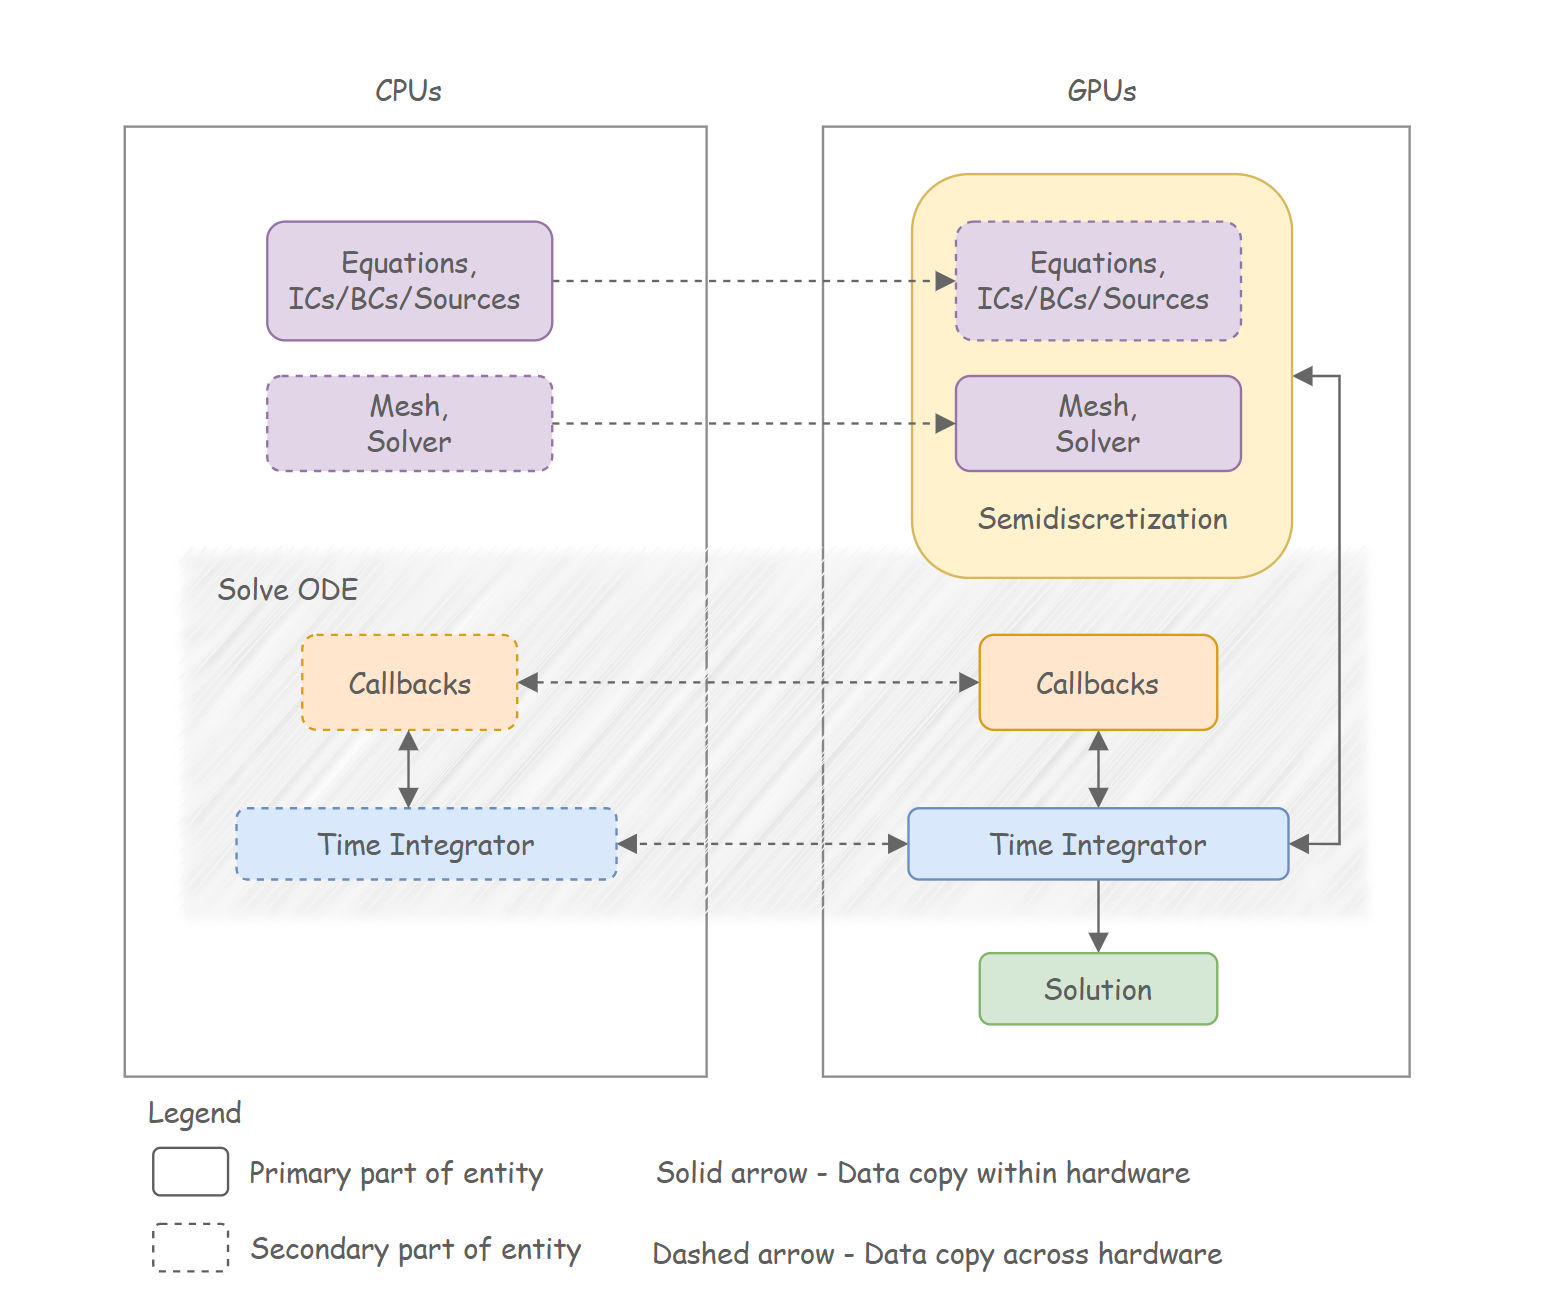 CPUs
GPUs
Equations,
ICs/BCs/Sources
Equations,
ICs/BCs/Sources
Mesh,
Solver
Mesh,
Solver
Semidiscretization
Solve ODE
Callbacks
Callbacks
Time Integrator
Time Integrator
Solution
Legend
Primary part of entity
Solid arrow - Data copy within hardware
Secondary part of entity
Dashed arrow - Data copy across hardware